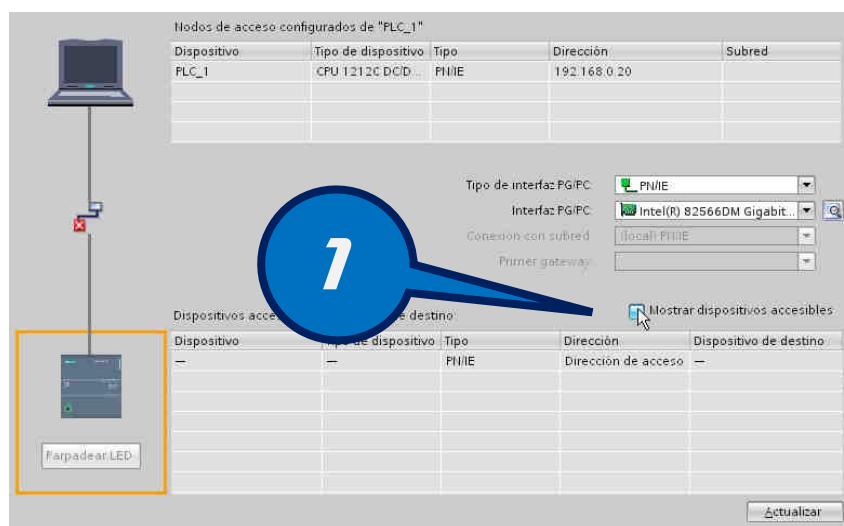 Nodos de acceso configurados de "PLC_1"
Dispositivo Tipo de dispositivo Tipo Dirección Subred
PLC_1 CPU 1212C DC/D... PN/IE 192.168.0.20
Tipo de interfaz PG/PC: PN/IE
Interfaz PG/PC: Intel(R) 82566DM Gigabit...
Conexión con subred: (local) PN/IE
Primer gateway:
1
Mostrar dispositivos accesibles
Dispositivos de destino:
Dispositivo de dispositivo Tipo Dirección Dispositivo de destino
— — PN/IE Dirección de acceso —
Parpadear LED
Actualizar